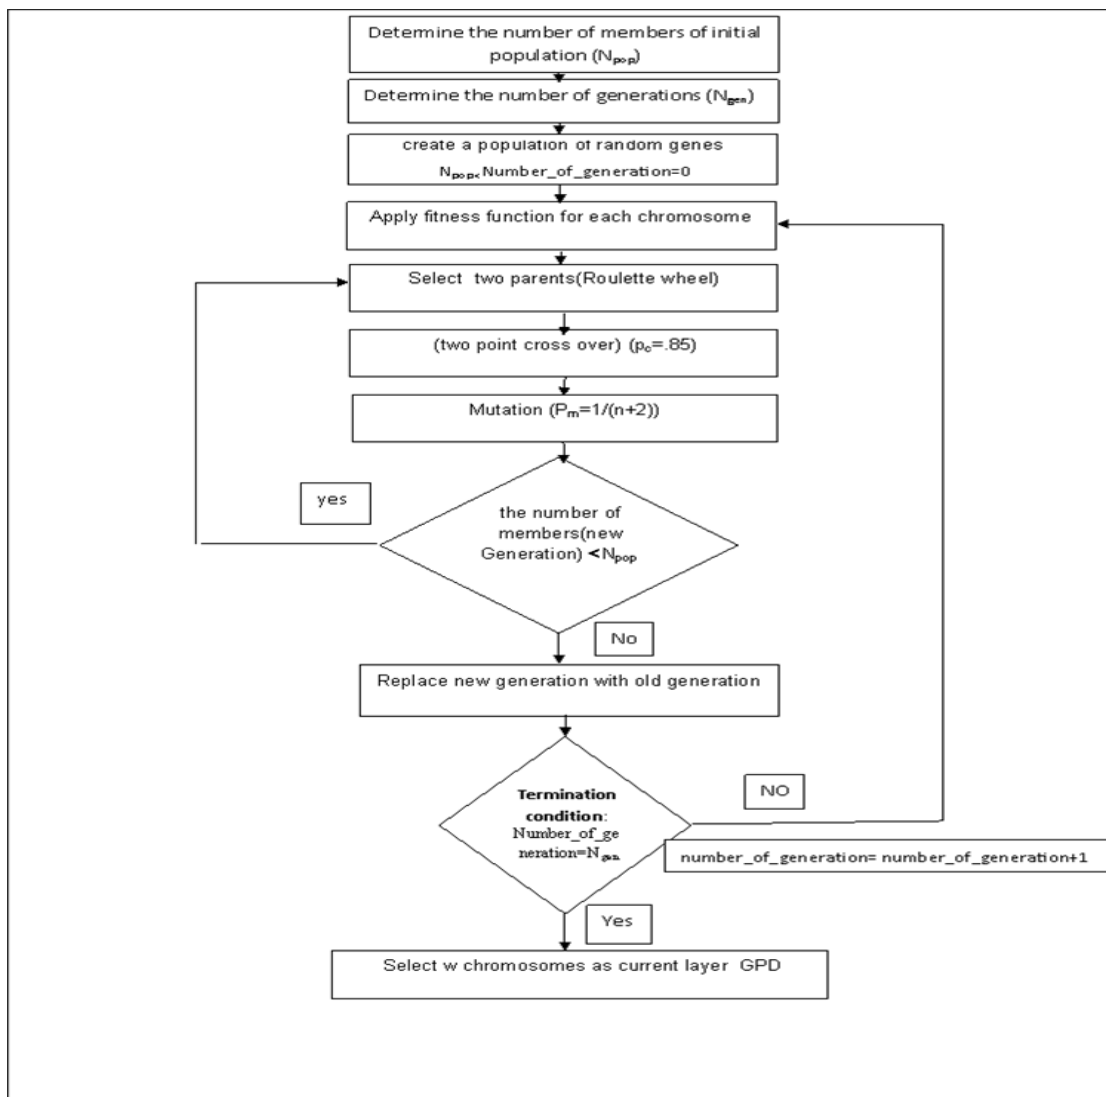 Determine the number of members of initial
population (Npop)
Determine the number of generations (Ngen)
create a population of random genes
Npop, Number_of_generation=0
Apply fitness function for each chromosome
Select two parents(Roulette wheel)
(two point cross over) (pc=.85)
Mutation (Pm=1/(n+2))
yes
the number of
members(new
Generation) <Npop
No
Replace new generation with old generation
Termination
condition:
Number_of_ge
neration=Ngen
NO
number_of_generation= number_of_generation+1
Yes
Select w chromosomes as current layer GPD